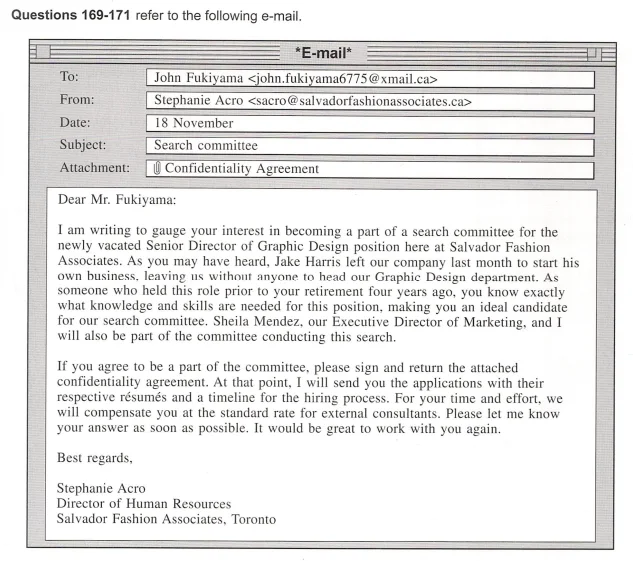 Questions 169-171 refer to the following e-mail.
*E-mail*
To: John Fukiyama <john.fukiyama6775@xmail.ca>
From: Stephanie Acro <sacro@salvadorfashionassociates.ca>
Date: 18 November
Subject: Search committee
Attachment: Confidentiality Agreement
Dear Mr. Fukiyama:
I am writing to gauge your interest in becoming a part of a search committee for the
newly vacated Senior Director of Graphic Design position here at Salvador Fashion
Associates. As you may have heard, Jake Harris left our company last month to start his
own business, leaving us without anyone to head our Graphic Design department. As
someone who held this role prior to your retirement four years ago, you know exactly
what knowledge and skills are needed for this position, making you an ideal candidate
for our search committee. Sheila Mendez, our Executive Director of Marketing, and I
will also be part of the committee conducting this search.
If you agree to be a part of the committee, please sign and return the attached
confidentiality agreement. At that point, I will send you the applications with their
respective résumés and a timeline for the hiring process. For your time and effort, we
will compensate you at the standard rate for external consultants. Please let me know
your answer as soon as possible. It would be great to work with you again.
Best regards,
Stephanie Acro
Director of Human Resources
Salvador Fashion Associates, Toronto